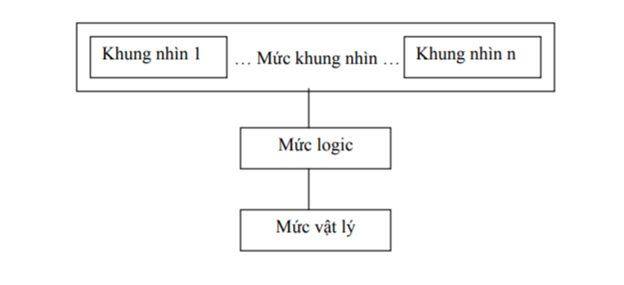 Khung nhìn 1 … Mức khung nhìn … Khung nhìn n
Mức logic
Mức vật lý